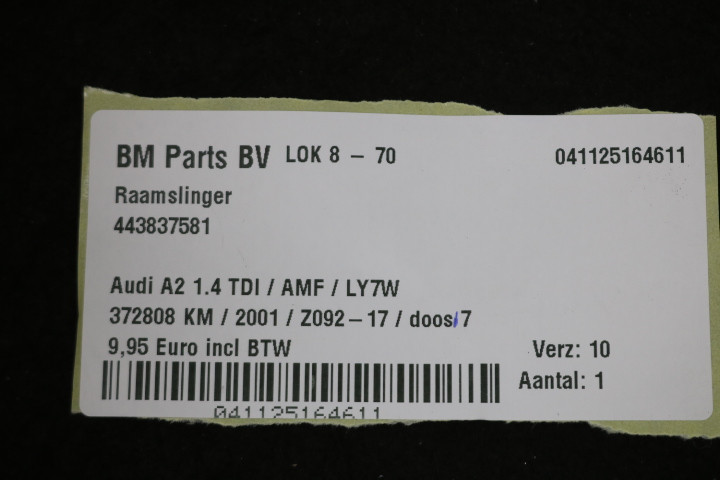 BM Parts BV LOK 8 - 70 041125164611
Raamslinger
443837581
Audi A2 1.4 TDI / AMF / LY7W
372808 KM / 2001 / Z092-17 / doos 7
9,95 Euro incl BTW Verz: 10
Aantal: 1
041125164611